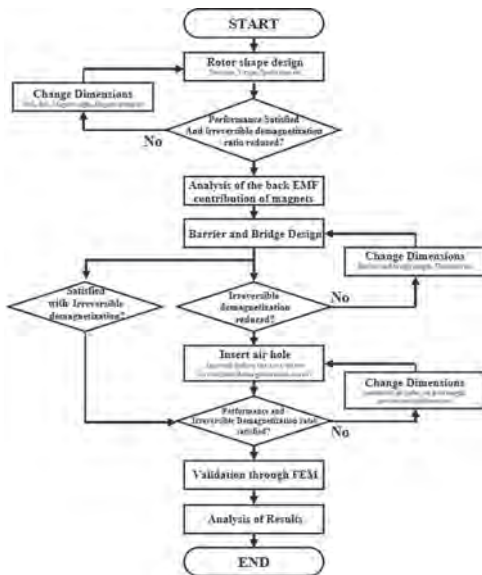 START
Rotor shape design
Change Dimensions
Performance Satisfied
And irreversible demagnetization
ratio reduced?
No
Analysis of the back EMF
contribution of magnets
Barrier and Bridge Design
Change Dimensions
Satisfied
with Irreversible
demagnetization?
Irreversible
demagnetization
reduced?
No
Insert air hole
Change Dimensions
Performance and
Irreversible Demagnetization ratio
satisfied?
No
Validation through FEM
Analysis of Results
END